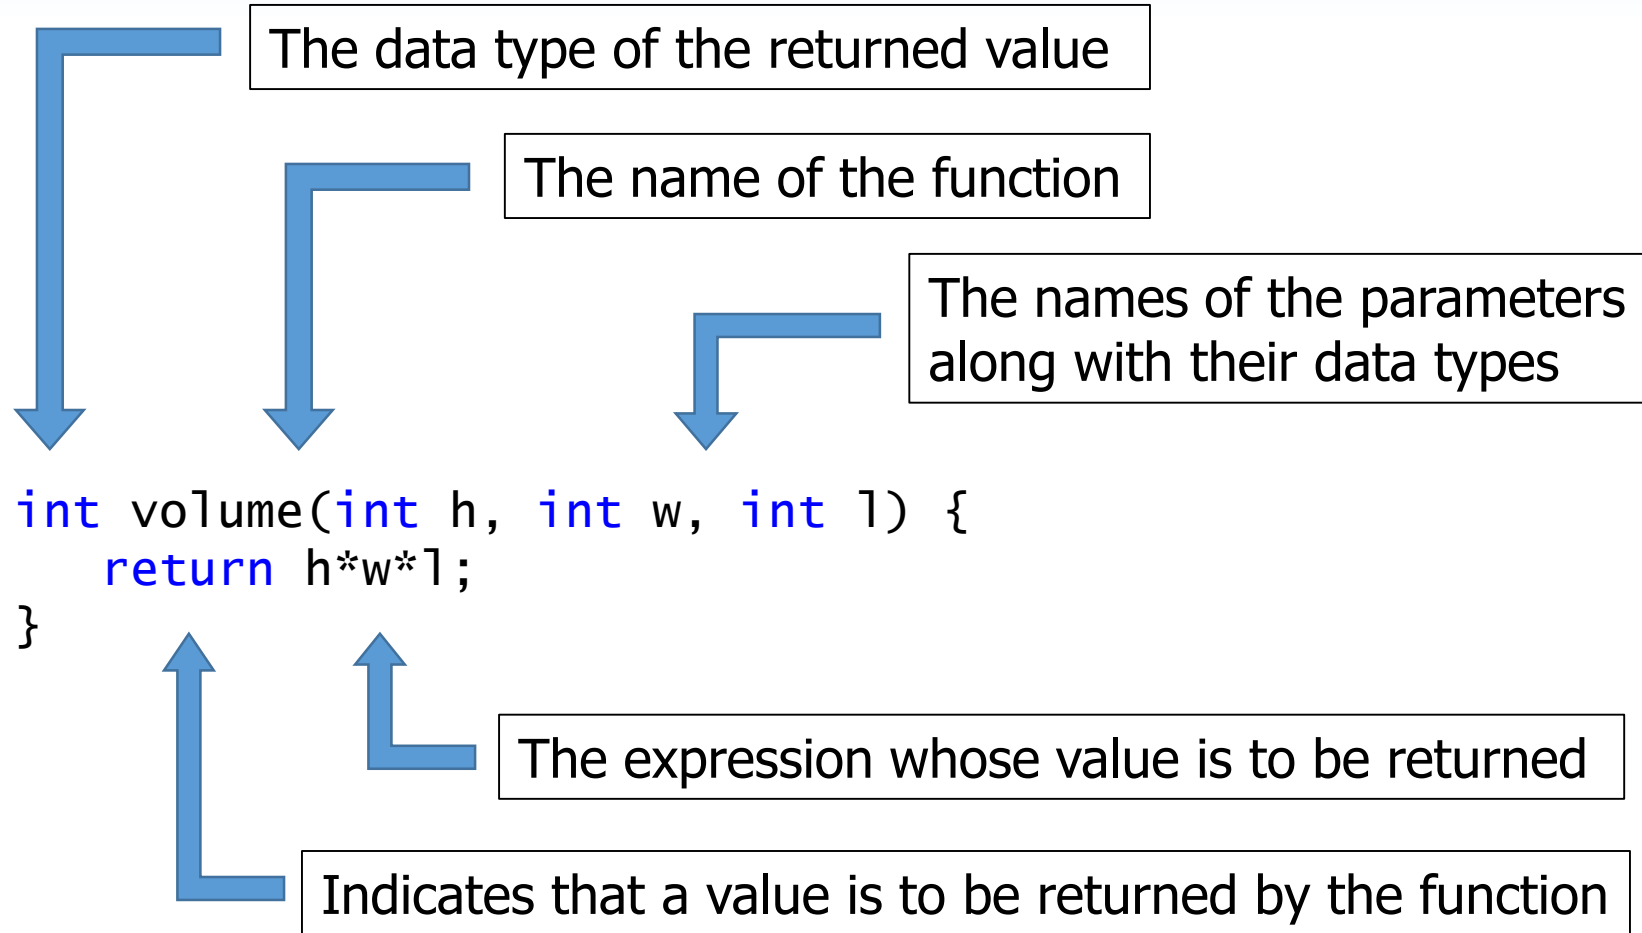 The data type of the returned value
The name of the function
The names of the parameters
along with their data types
int volume(int h, int w, int l) {
   return h*w*l;
}
The expression whose value is to be returned
Indicates that a value is to be returned by the function